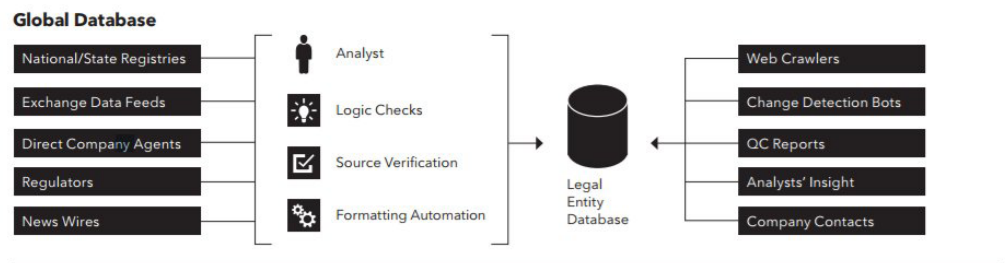 Global Database
National/State Registries
Exchange Data Feeds
Direct Company Agents
Regulators
News Wires
Analyst
Logic Checks
Source Verification
Formatting Automation
Legal
Entity
Database
Web Crawlers
Change Detection Bots
QC Reports
Analysts’ Insight
Company Contacts